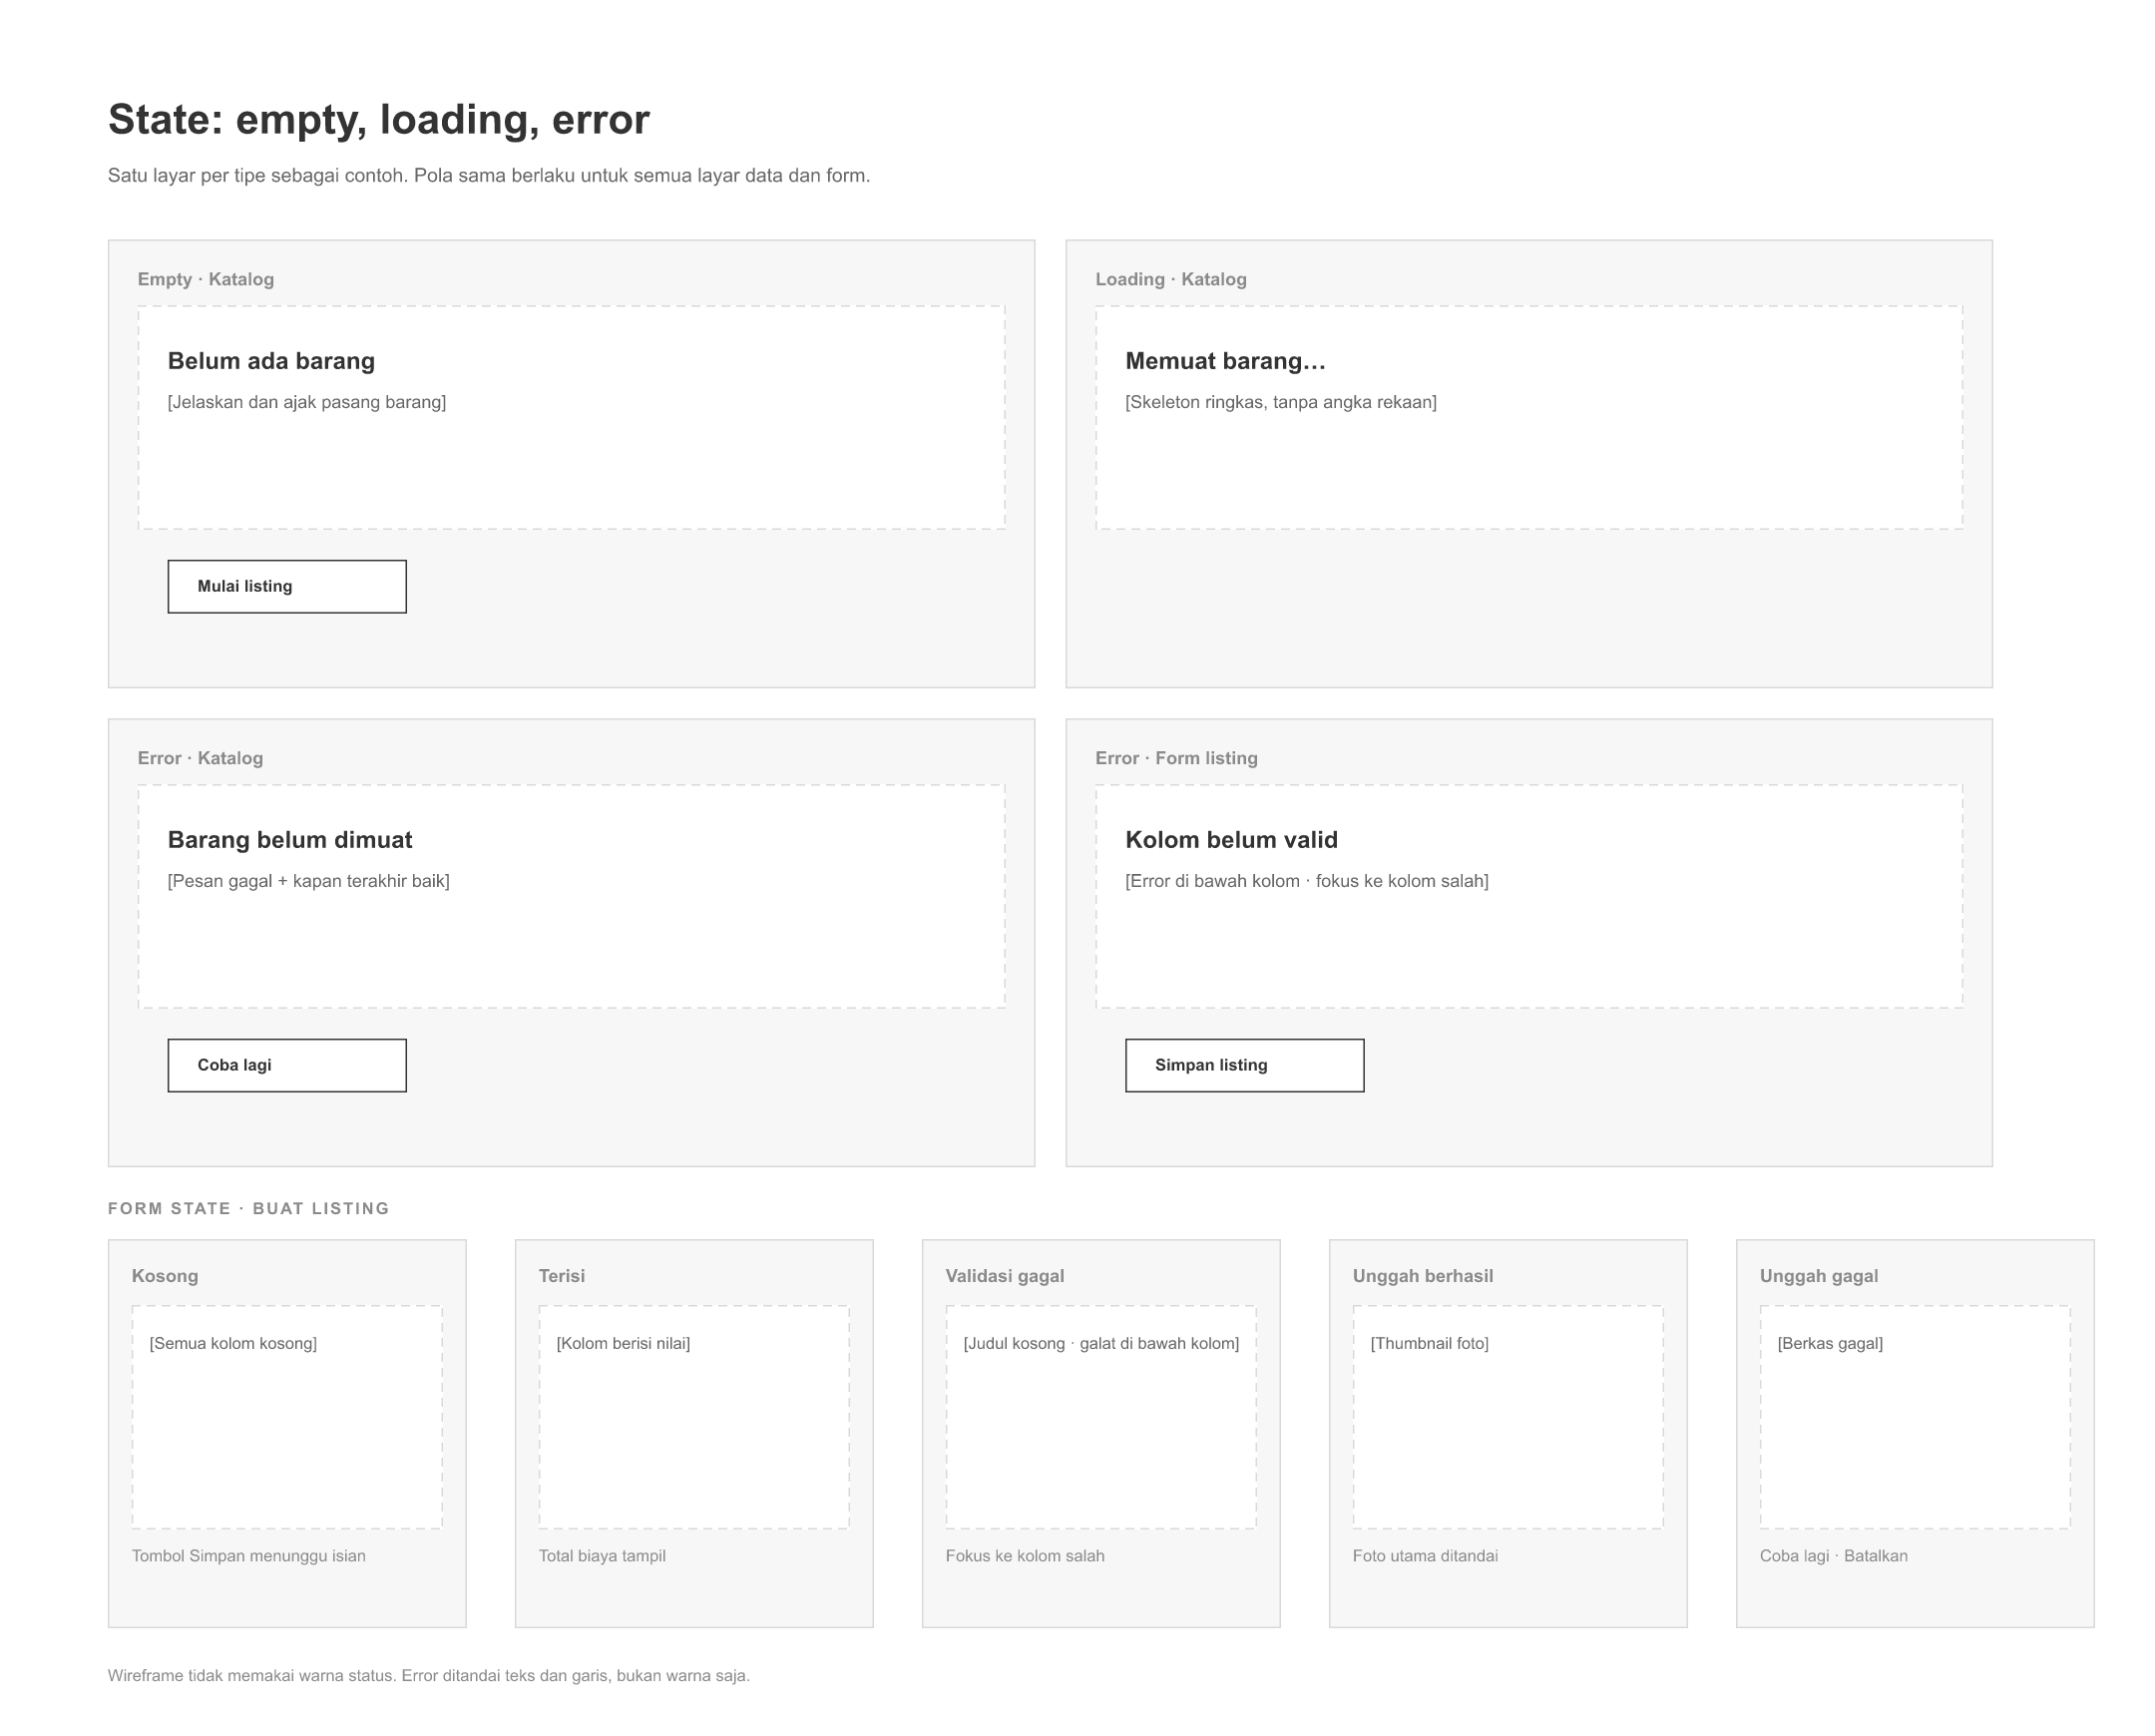 State: empty, loading, error
Satu layar per tipe sebagai contoh. Pola sama berlaku untuk semua layar data dan form.
Empty · Katalog
Belum ada barang
[Jelaskan dan ajak pasang barang]
Mulai listing
Loading · Katalog
Memuat barang…
[Skeleton ringkas, tanpa angka rekaan]
Error · Katalog
Barang belum dimuat
[Pesan gagal + kapan terakhir baik]
Coba lagi
Error · Form listing
Kolom belum valid
[Error di bawah kolom · fokus ke kolom salah]
Simpan listing
FORM STATE · BUAT LISTING
Kosong
[Semua kolom kosong]
Tombol Simpan menunggu isian
Terisi
[Kolom berisi nilai]
Total biaya tampil
Validasi gagal
[Judul kosong · galat di bawah kolom]
Fokus ke kolom salah
Unggah berhasil
[Thumbnail foto]
Foto utama ditandai
Unggah gagal
[Berkas gagal]
Coba lagi · Batalkan
Wireframe tidak memakai warna status. Error ditandai teks dan garis, bukan warna saja.